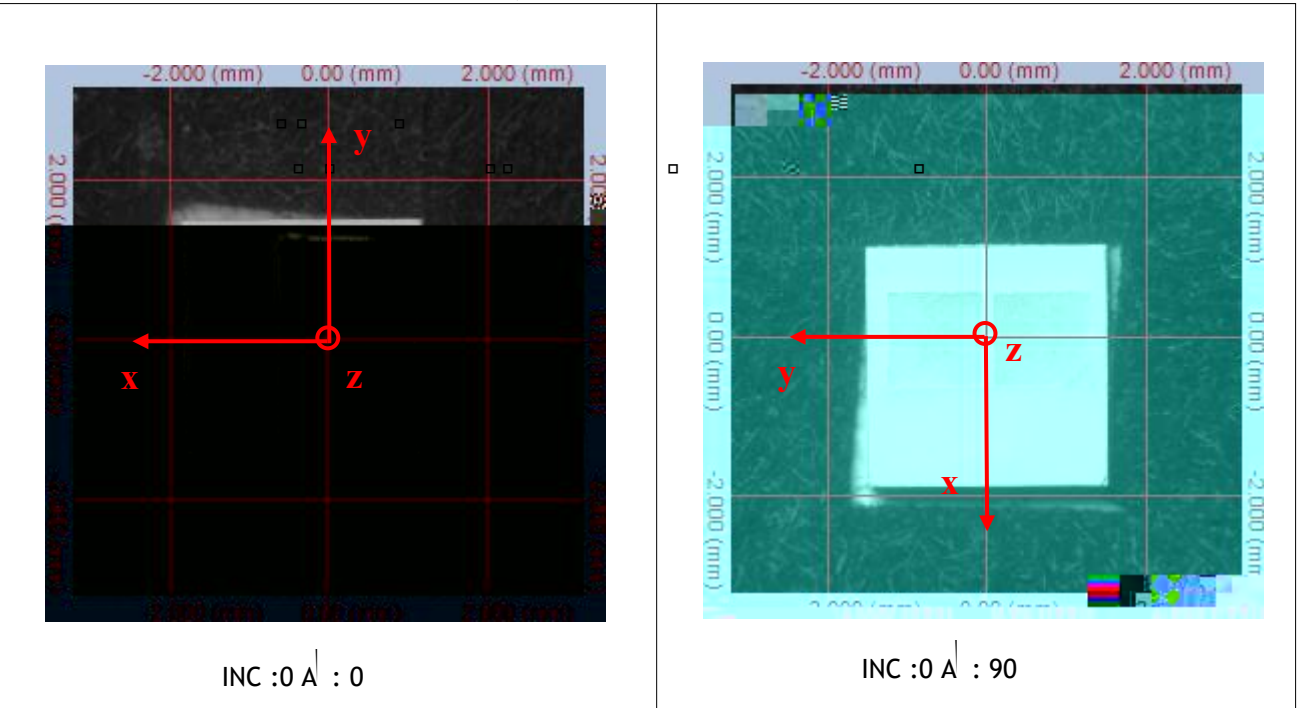 -2.000 (mm) 0.00 (mm) 2.000 (mm)
2.000 (
y
x
z
INC :0 A : 0
-2.000 (mm) 0.00 (mm) 2.000 (mm)
2.000 (mm)
2.000 (mm)
0.00 (mm)
0.00 (mm)
-2.000 (mm)
-2.000 (mm
z
y
x
INC :0 A : 90